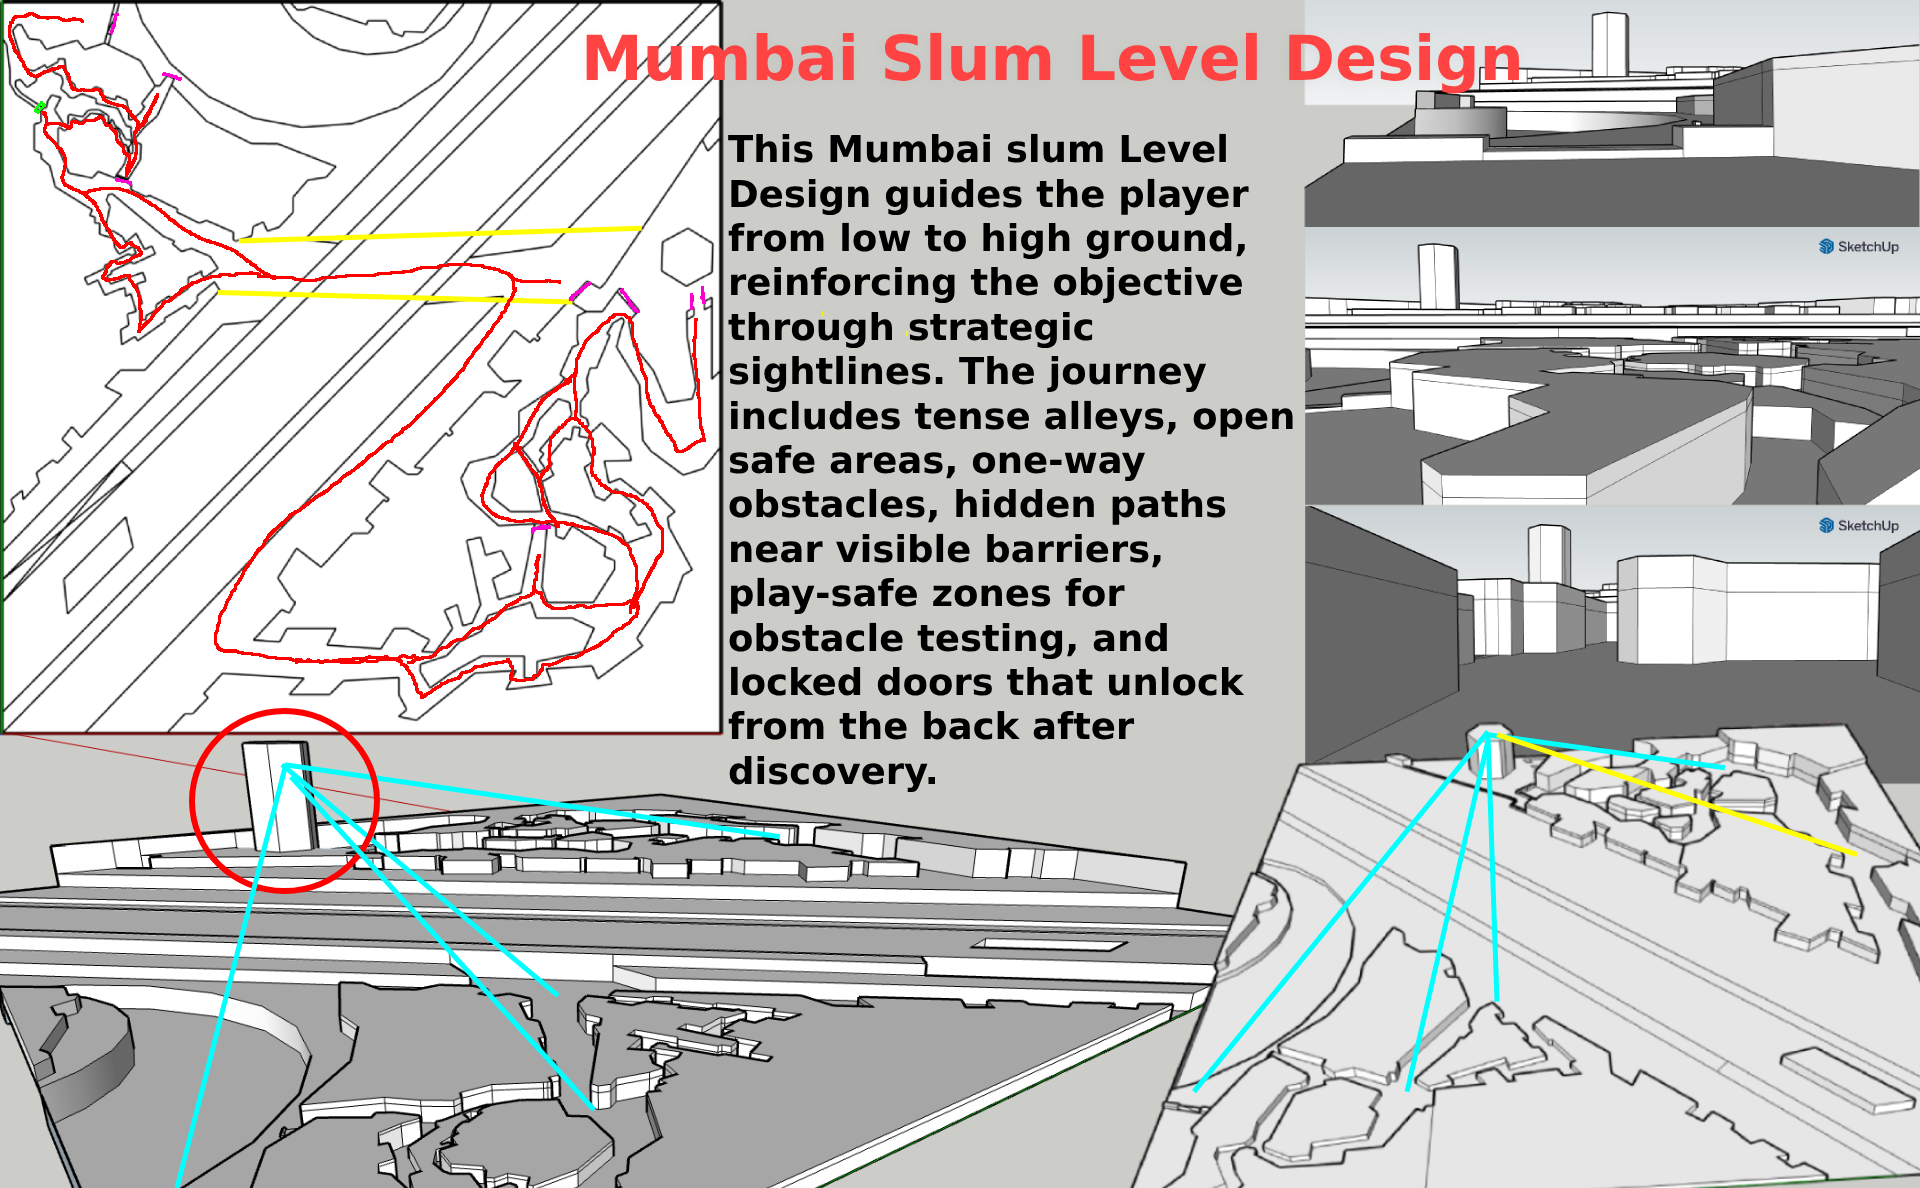 Mumbai Slum Level Design
This Mumbai slum Level
Design guides the player
from low to high ground,
reinforcing the objective
through strategic
sightlines. The journey
includes tense alleys, open
safe areas, one-way
obstacles, hidden paths
near visible barriers,
play-safe zones for
obstacle testing, and
locked doors that unlock
from the back after
discovery.
SketchUp
SketchUp